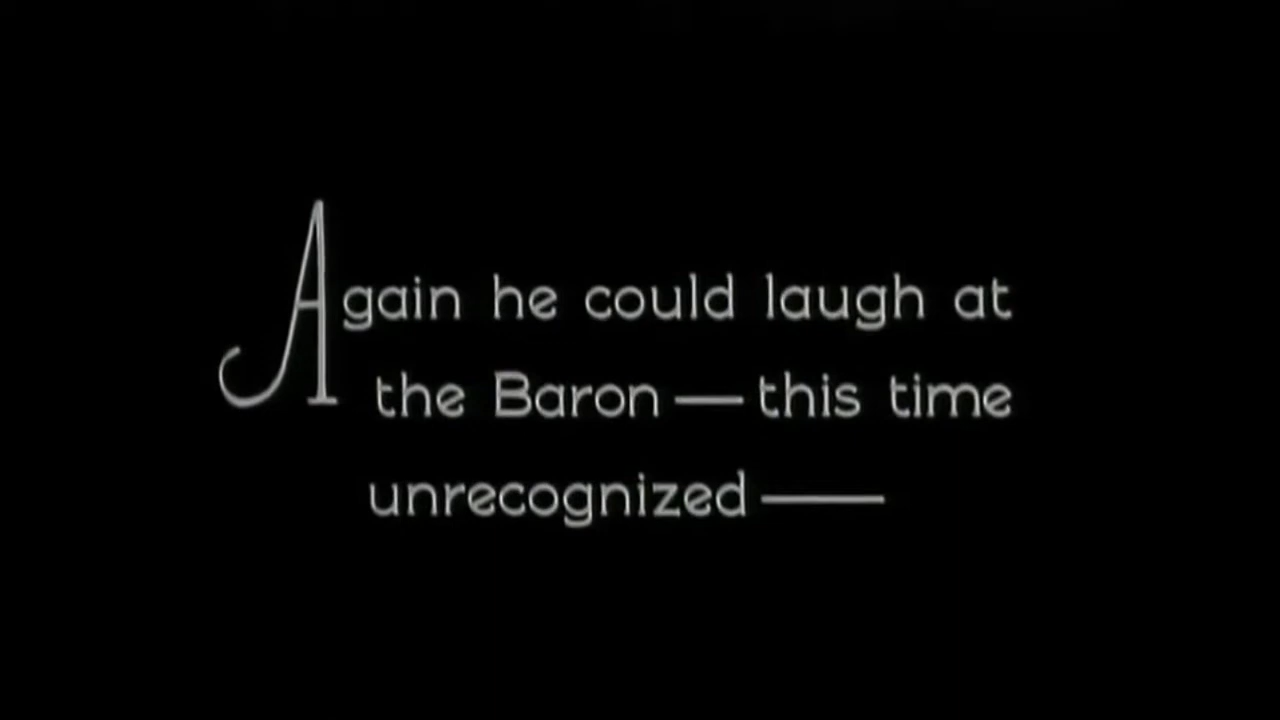 Again he could laugh at
the Baron — this time
unrecognized ——